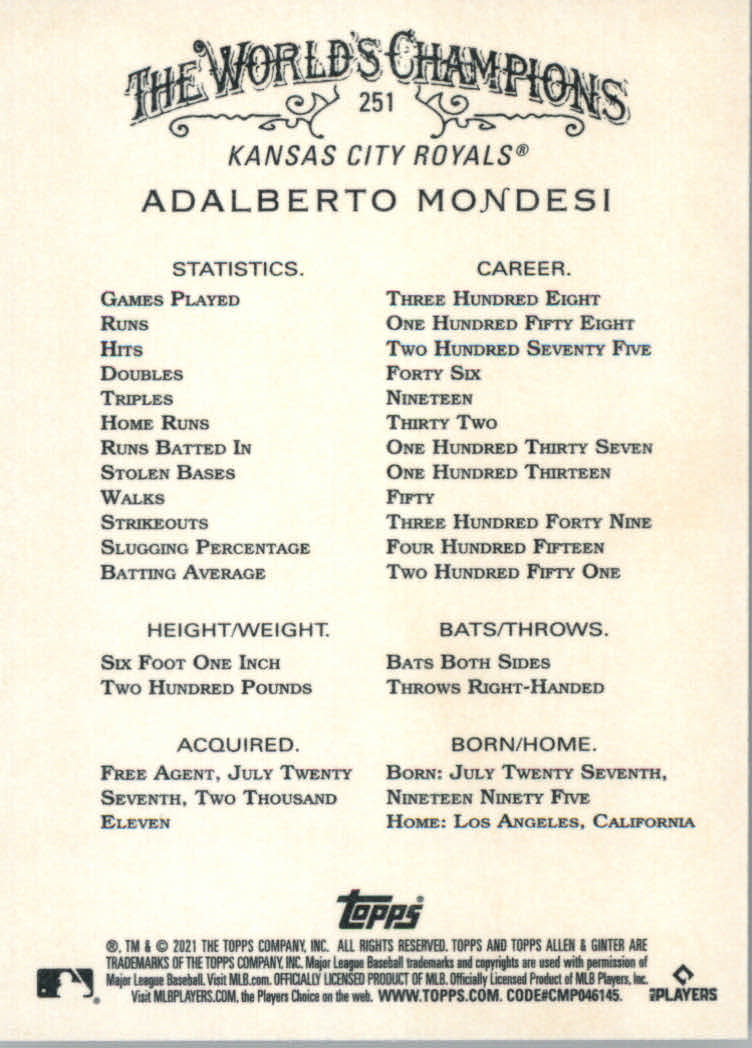 THE WORLD'S CHAMPIONS
251
KANSAS CITY ROYALS®
ADALBERTO MONDESI
STATISTICS. CAREER.
GAMES PLAYED THREE HUNDRED EIGHT
RUNS ONE HUNDRED FIFTY EIGHT
HITS TWO HUNDRED SEVENTY FIVE
DOUBLES FORTY SIX
TRIPLES NINETEEN
HOME RUNS THIRTY TWO
RUNS BATTED IN ONE HUNDRED THIRTY SEVEN
STOLEN BASES ONE HUNDRED THIRTEEN
WALKS FIFTY
STRIKEOUTS THREE HUNDRED FORTY NINE
SLUGGING PERCENTAGE FOUR HUNDRED FIFTEEN
BATTING AVERAGE TWO HUNDRED FIFTY ONE
HEIGHT/WEIGHT. BATS/THROWS.
SIX FOOT ONE INCH BATS BOTH SIDES
TWO HUNDRED POUNDS THROWS RIGHT-HANDED
ACQUIRED.
FREE AGENT, JULY TWENTY
SEVENTH, TWO THOUSAND
ELEVEN
BORN/HOME.
BORN: JULY TWENTY SEVENTH,
NINETEEN NINETY FIVE
HOME: LOS ANGELES, CALIFORNIA
topps®
®, TM & © 2021 THE TOPPS COMPANY, INC. ALL RIGHTS RESERVED. TOPPS AND TOPPS ALLEN & GINTER ARE
TRADEMARKS OF THE TOPPS COMPANY, INC. Major League Baseball trademarks and copyrights are used with permission of
Major League Baseball. Visit MLB.com. OFFICIALLY LICENSED PRODUCT OF MLB. Officially Licensed Product of MLB Players, Inc.
Visit MLBPLAYERS.COM, the Players Choice on the web. WWW.TOPPS.COM. CODE#CMP046145.
MLB PLAYERS